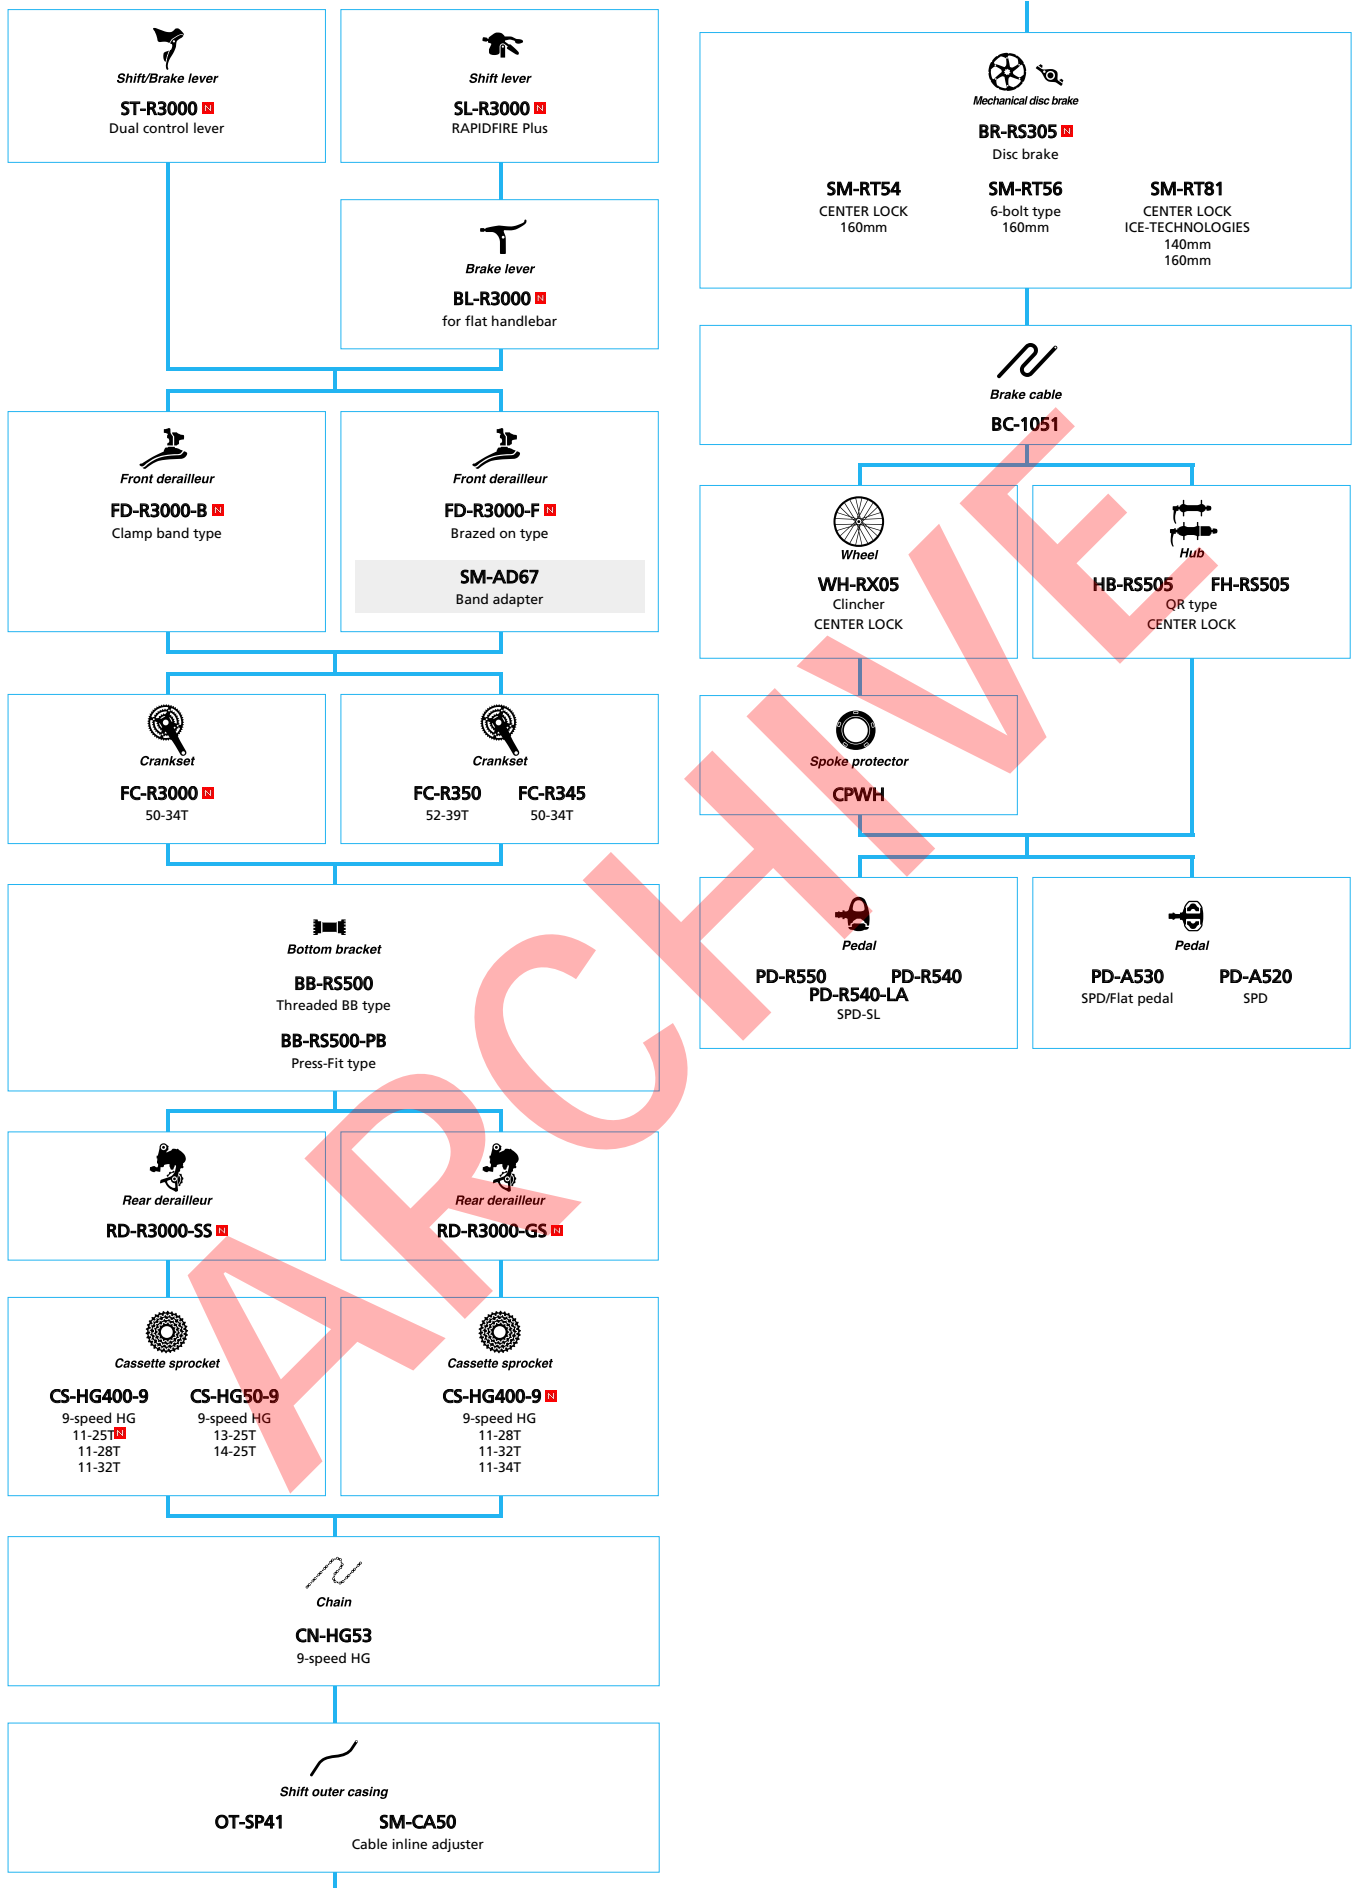 Shift/Brake lever
ST-R3000 N
Dual control lever
Shift lever
SL-R3000 N
RAPIDFIRE Plus
Brake lever
BL-R3000 N
for flat handlebar
Front derailleur
FD-R3000-B N
Clamp band type
Front derailleur
FD-R3000-F N
Brazed on type
SM-AD67
Band adapter
Crankset
FC-R3000 N
50-34T
Crankset
FC-R350 FC-R345
52-39T 50-34T
Bottom bracket
BB-RS500
Threaded BB type
BB-RS500-PB
Press-Fit type
Rear derailleur
RD-R3000-SS N
Rear derailleur
RD-R3000-GS N
Cassette sprocket
CS-HG400-9 CS-HG50-9
9-speed HG 9-speed HG
11-25T N 13-25T
11-28T 14-25T
11-32T
Cassette sprocket
CS-HG400-9 N
9-speed HG
11-28T
11-32T
11-34T
Chain
CN-HG53
9-speed HG
Shift outer casing
OT-SP41 SM-CA50
Cable inline adjuster
Mechanical disc brake
BR-RS305 N
Disc brake
SM-RT54 SM-RT56 SM-RT81
CENTER LOCK 6-bolt type CENTER LOCK
160mm 160mm ICE-TECHNOLOGIES
140mm
160mm
Brake cable
BC-1051
Wheel
WH-RX05
Clincher
CENTER LOCK
Hub
HB-RS505 FH-RS505
QR type
CENTER LOCK
Spoke protector
CPWH
Pedal
PD-R550 PD-R540
PD-R540-LA
SPD-SL
Pedal
PD-A530 PD-A520
SPD/Flat pedal SPD
ARCHIVE